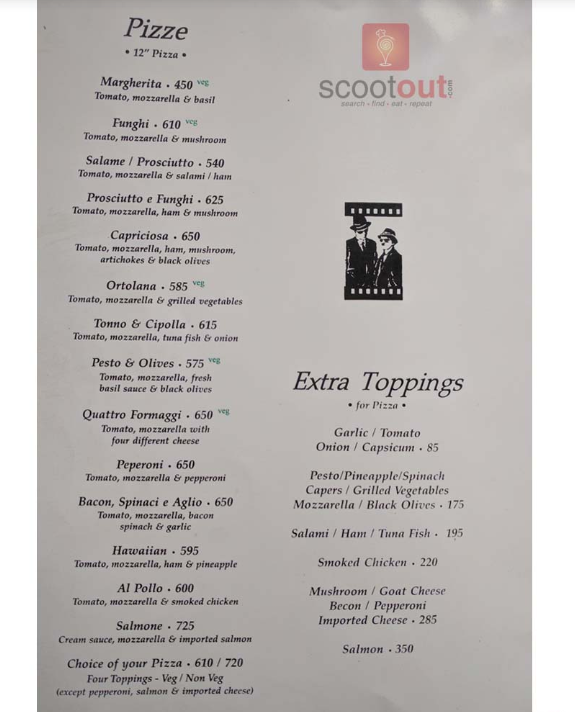 Pizze
• 12" Pizza •
Margherita • 450 veg
Tomato, mozzarella & basil
Funghi • 610 veg
Tomato, mozzarella & mushroom
Salame / Prosciutto • 540
Tomato, mozzarella & salami / ham
Prosciutto e Funghi • 625
Tomato, mozzarella, ham & mushroom
Capriciosa • 650
Tomato, mozzarella, ham, mushroom,
artichokes & black olives
Ortolana • 585 veg
Tomato, mozzarella & grilled vegetables
Tonno & Cipolla • 615
Tomato, mozzarella, tuna fish & onion
Pesto & Olives • 575 veg
Tomato, mozzarella, fresh
basil sauce & black olives
Quattro Formaggi • 650 veg
Tomato, mozzarella with
four different cheese
Peperoni • 650
Tomato, mozzarella & pepperoni
Bacon, Spinaci e Aglio • 650
Tomato, mozzarella, bacon
spinach & garlic
Hawaiian • 595
Tomato, mozzarella, ham & pineapple
Al Pollo • 600
Tomato, mozzarella & smoked chicken
Salmone • 725
Cream sauce, mozzarella & imported salmon
Choice of your Pizza • 610 / 720
Four Toppings - Veg / Non Veg
(except pepperoni, salmon & imported cheese)
scootout.com
search • find • eat • repeat
Extra Toppings
• for Pizza •
Garlic / Tomato
Onion / Capsicum • 85
Pesto/Pineapple/Spinach
Capers / Grilled Vegetables
Mozzarella / Black Olives • 175
Salami / Ham / Tuna Fish • 195
Smoked Chicken • 220
Mushroom / Goat Cheese
Becon / Pepperoni
Imported Cheese • 285
Salmon • 350